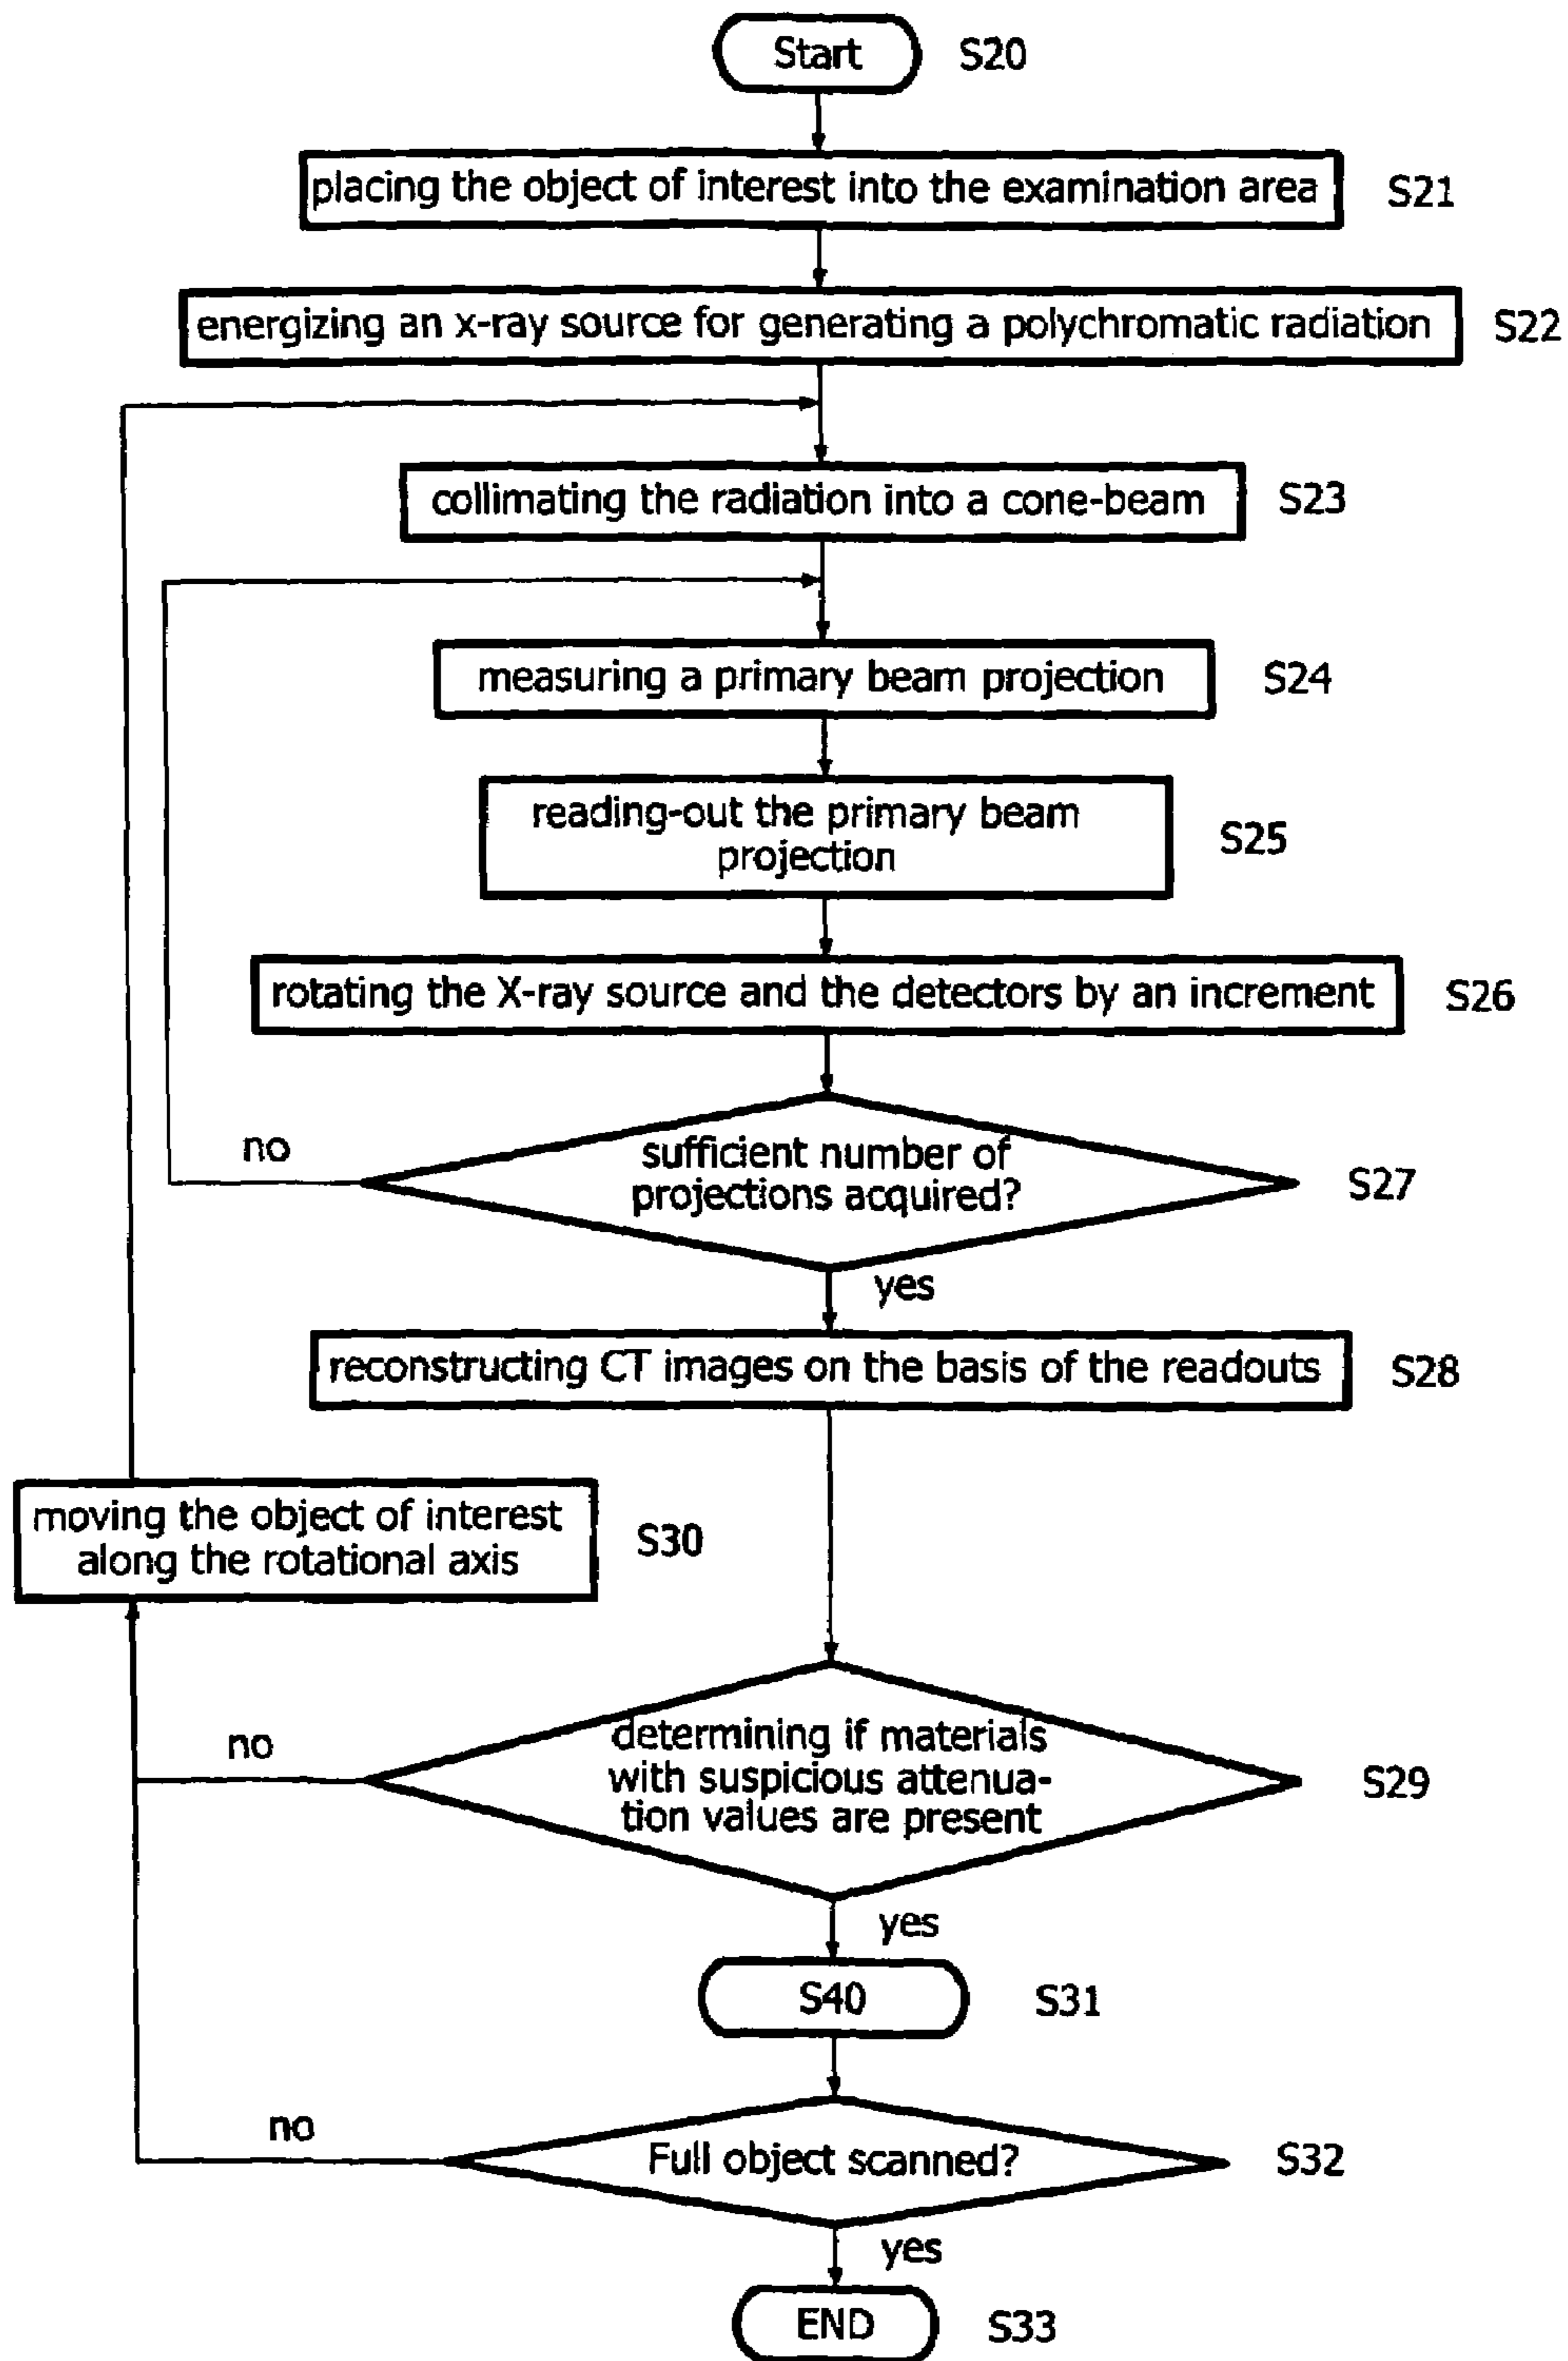 Start S20
placing the object of interest into the examination area S21
energizing an x-ray source for generating a polychromatic radiation S22
collimating the radiation into a cone-beam S23
measuring a primary beam projection S24
reading-out the primary beam
projection
S25
rotating the X-ray source and the detectors by an increment S26
no
sufficient number of
projections acquired?
S27
yes
reconstructing CT images on the basis of the readouts S28
moving the object of interest
along the rotational axis
S30
no
determining if materials
with suspicious attenua-
tion values are present
S29
yes
S40 S31
no
Full object scanned? S32
yes
END S33